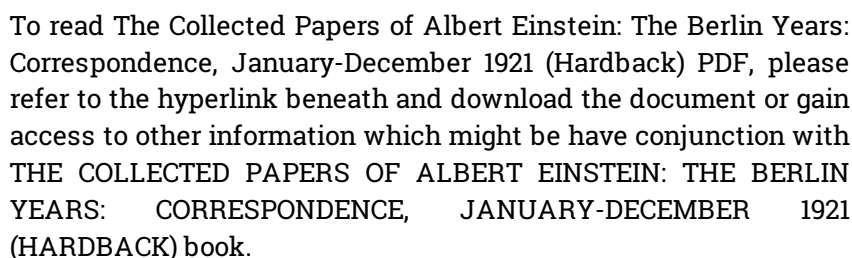 To read The Collected Papers of Albert Einstein: The Berlin Years:
Correspondence, January-December 1921 (Hardback) PDF, please
refer to the hyperlink beneath and download the document or gain
access to other information which might be have conjunction with
THE COLLECTED PAPERS OF ALBERT EINSTEIN: THE BERLIN
YEARS: CORRESPONDENCE, JANUARY-DECEMBER 1921
(HARDBACK) book.